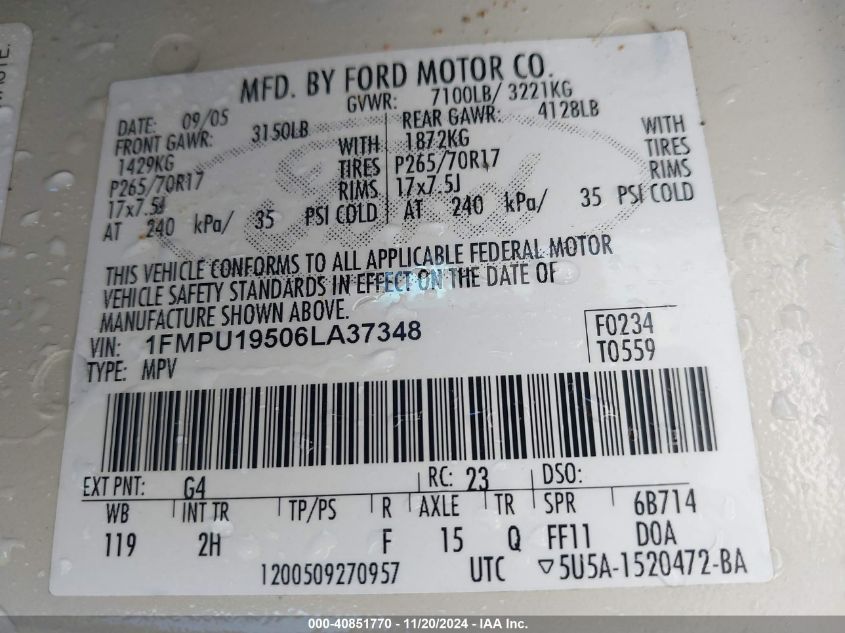 MFD. BY FORD MOTOR CO.
DATE: 09/05 GVWR: 7100LB/ 3221KG
FRONT GAWR: 3150LB REAR GAWR: 4128LB
1429KG WITH 1872KG WITH
P265/70R17 TIRES P265/70R17 TIRES
17x7.5J RIMS 17x7.5J RIMS
AT 240 kPa/ 35 PSI COLD AT 240 kPa/ 35 PSI COLD
THIS VEHICLE CONFORMS TO ALL APPLICABLE FEDERAL MOTOR
VEHICLE SAFETY STANDARDS IN EFFECT ON THE DATE OF
MANUFACTURE SHOWN ABOVE.
VIN: 1FMPU19506LA37348 F0234
TYPE: MPV T0559
EXT PNT: G4 RC: 23 DSO:
WB INT TR TP/PS R AXLE TR SPR 6B714
119 2H F 15 Q FF11 DOA
1200509270957 UTC ▽5U5A-1520472-BA
000-40851770 - 11/20/2024 - IAA Inc.